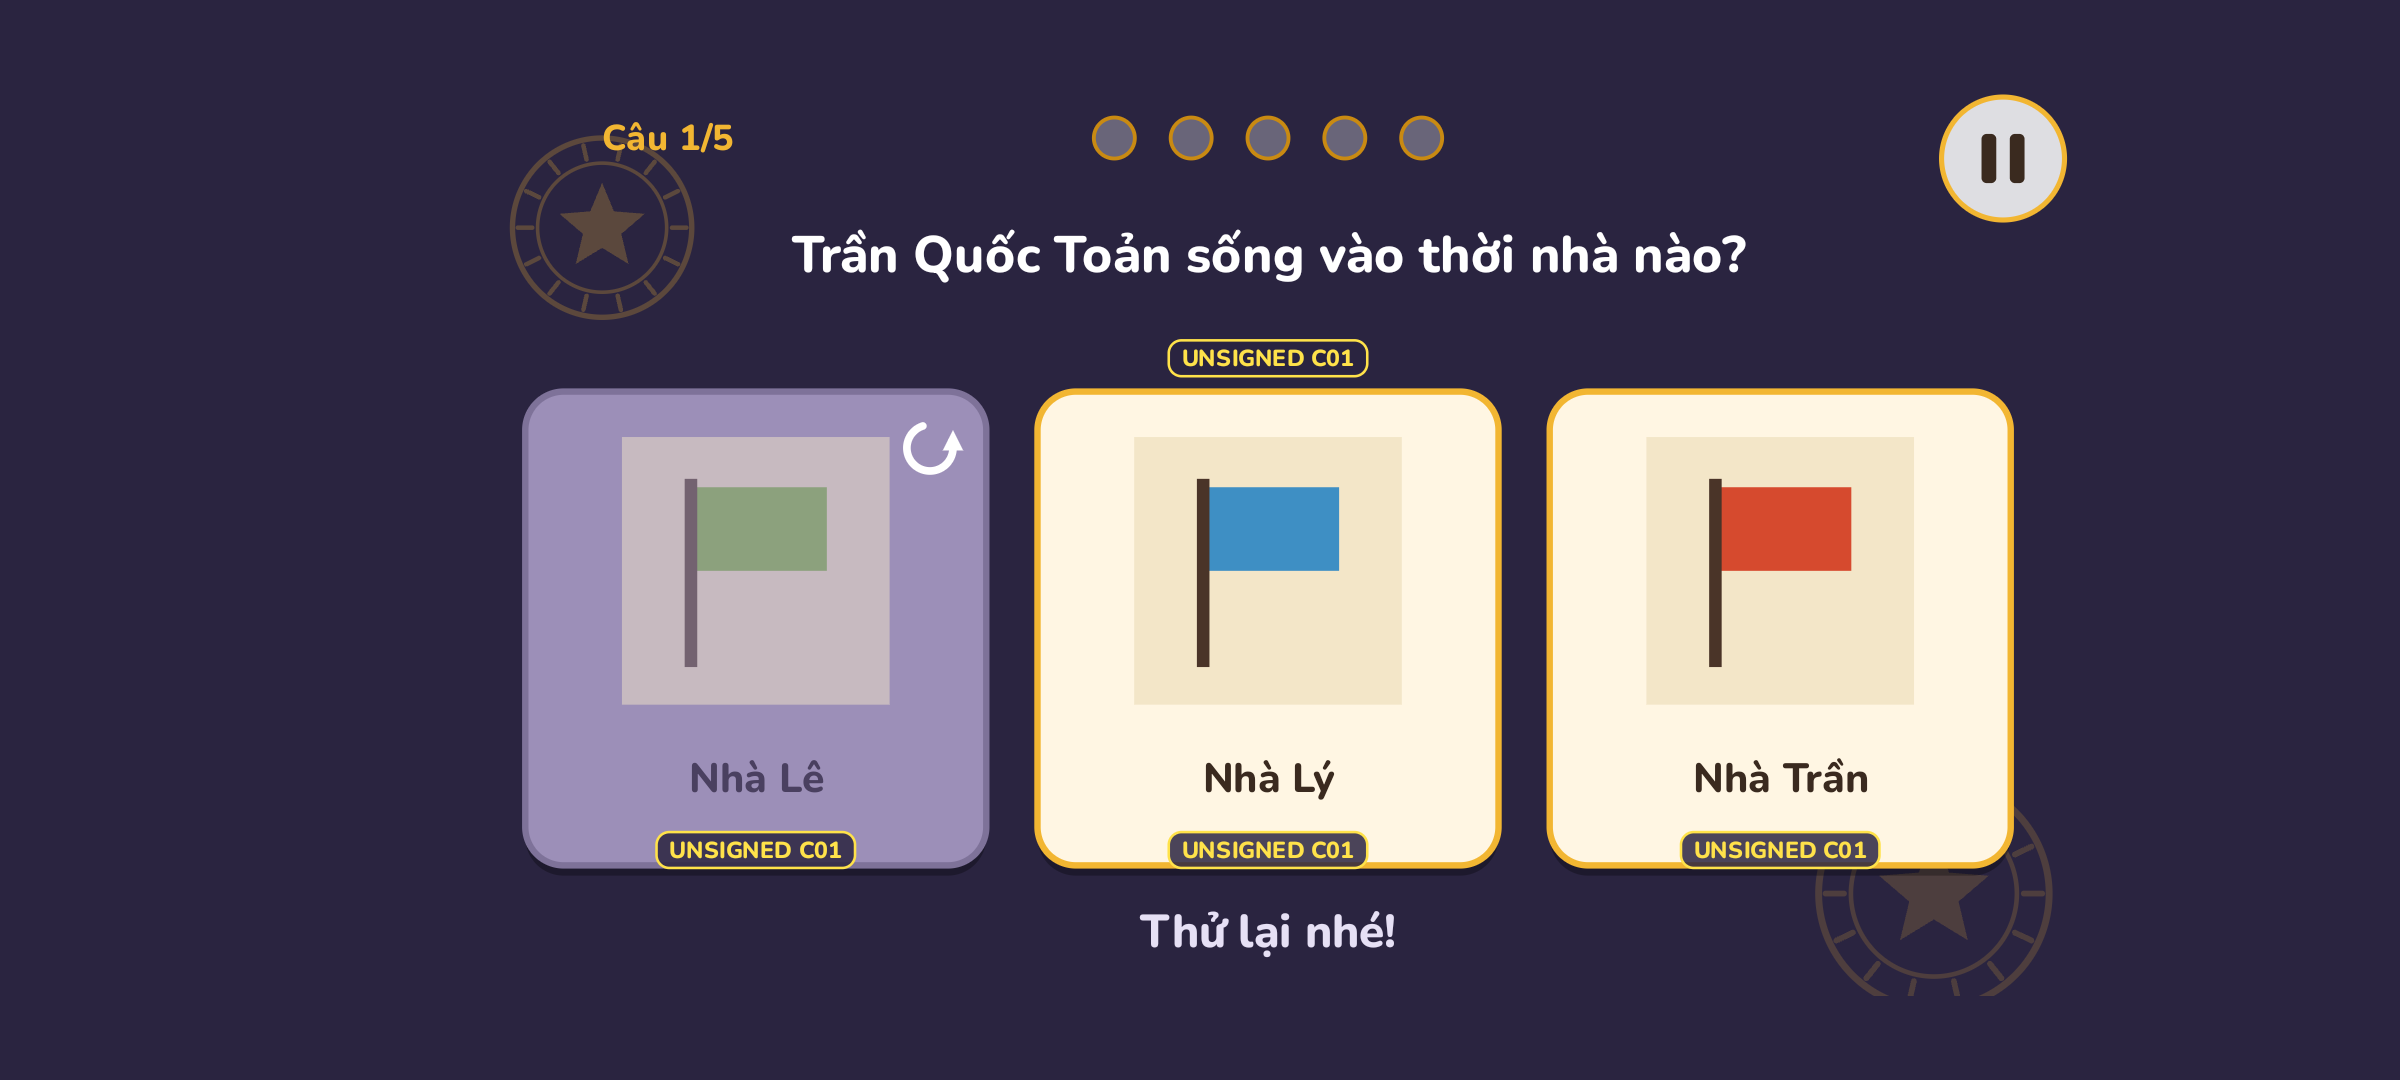 Câu 1/5
Trần Quốc Toản sống vào thời nhà nào?
UNSIGNED C01
Nhà Lê
Nhà Lý
Nhà Trần
UNSIGNED C01
UNSIGNED C01
UNSIGNED C01
Thử lại nhé!